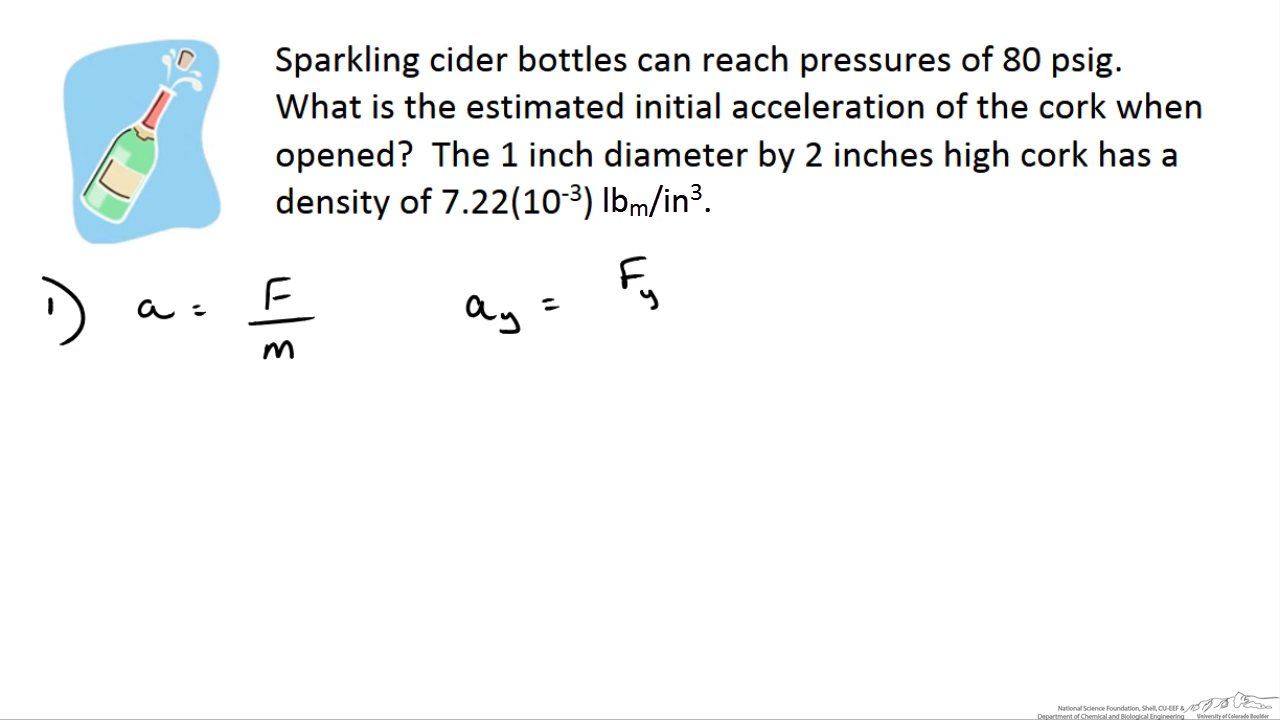 Sparkling cider bottles can reach pressures of 80 psig.
What is the estimated initial acceleration of the cork when
opened? The 1 inch diameter by 2 inches high cork has a
density of 7.22(10⁻³) lbₘ/in³.
1) a = F/m a_y = F_y
National Science Foundation, Shell, CU-EEF &
Department of Chemical and Biological Engineering
University of Colorado Boulder